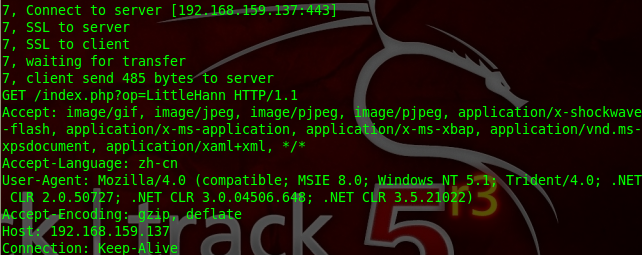 7, Connect to server [192.168.159.137:443]
7, SSL to server
7, SSL to client
7, waiting for transfer
7, client send 485 bytes to server
GET /index.php?op=LittleHann HTTP/1.1
Accept: image/gif, image/jpeg, image/pjpeg, image/pjpeg, application/x-shockwave
-flash, application/x-ms-application, application/x-ms-xbap, application/vnd.ms-
xpsdocument, application/xaml+xml, */*
Accept-Language: zh-cn
User-Agent: Mozilla/4.0 (compatible; MSIE 8.0; Windows NT 5.1; Trident/4.0; .NET
 CLR 2.0.50727; .NET CLR 3.0.04506.648; .NET CLR 3.5.21022)
Accept-Encoding: gzip, deflate
Host: 192.168.159.137
Connection: Keep-Alive
track 5 r3